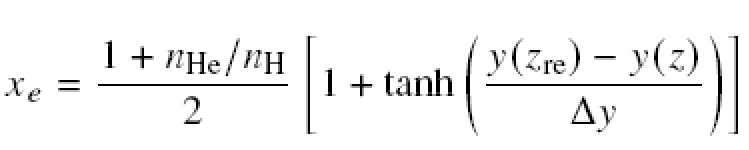 x_e = \frac{1 + n_{\mathrm{He}}/n_{\mathrm{H}}}{2} \left[ 1 + \tanh \left( \frac{y(z_{\mathrm{re}}) - y(z)}{\Delta y} \right) \right]